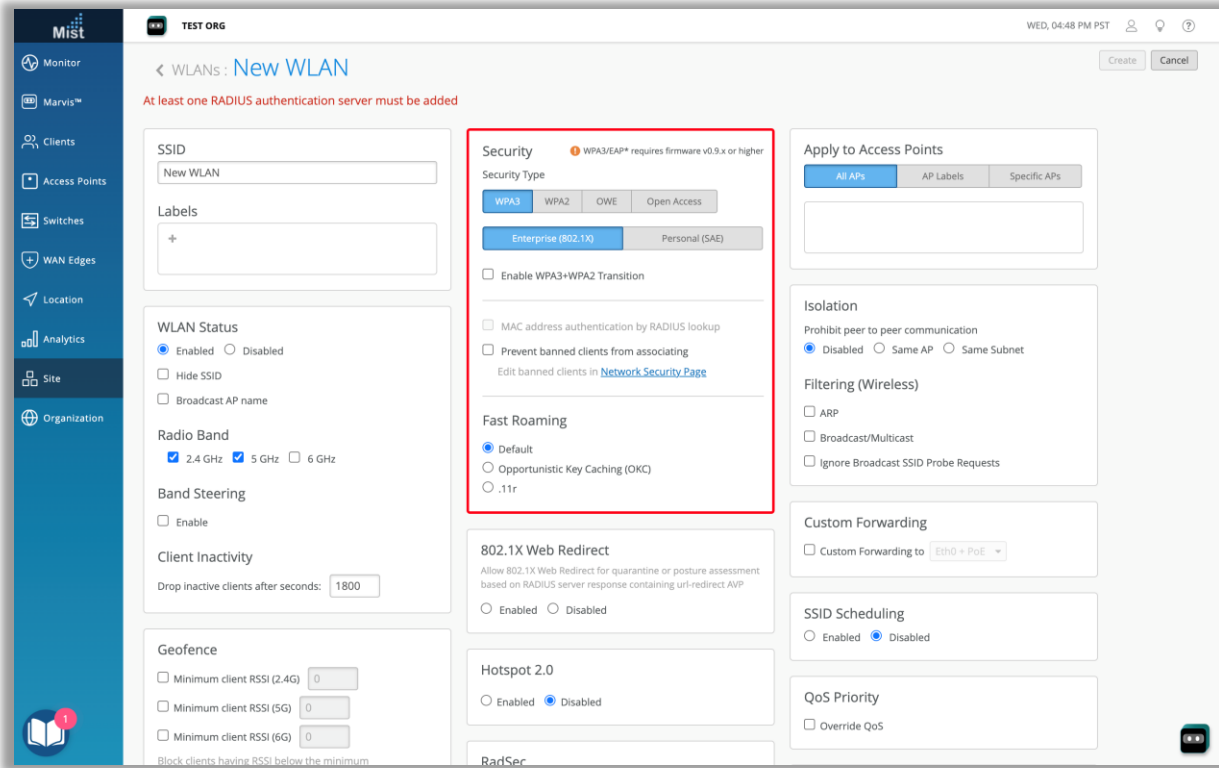 Mist
TEST ORG
WED, 04:48 PM PST
?
Monitor
Marvis™
Clients
Access Points
Switches
WAN Edges
Location
Analytics
Site
Organization
1
< WLANs : New WLAN
Create
Cancel
At least one RADIUS authentication server must be added
SSID
New WLAN
Labels
+
WLAN Status
Enabled Disabled
Hide SSID
Broadcast AP name
Radio Band
2.4 GHz 5 GHz 6 GHz
Band Steering
Enable
Client Inactivity
Drop inactive clients after seconds: 1800
Geofence
Minimum client RSSI (2.4G) 0
Minimum client RSSI (5G) 0
Minimum client RSSI (6G) 0
Block clients having RSSI below the minimum
Security
! WPA3/EAP* requires firmware v0.9.x or higher
Security Type
WPA3 WPA2 OWE Open Access
Enterprise (802.1X) Personal (SAE)
Enable WPA3+WPA2 Transition
MAC address authentication by RADIUS lookup
Prevent banned clients from associating
Edit banned clients in Network Security Page
Fast Roaming
Default
Opportunistic Key Caching (OKC)
.11r
802.1X Web Redirect
Allow 802.1X Web Redirect for quarantine or posture assessment
based on RADIUS server response containing url-redirect AVP
Enabled Disabled
Hotspot 2.0
Enabled Disabled
RadSec
Apply to Access Points
All APs AP Labels Specific APs
Isolation
Prohibit peer to peer communication
Disabled Same AP Same Subnet
Filtering (Wireless)
ARP
Broadcast/Multicast
Ignore Broadcast SSID Probe Requests
Custom Forwarding
Custom Forwarding to Eth0 + PoE
SSID Scheduling
Enabled Disabled
QoS Priority
Override QoS